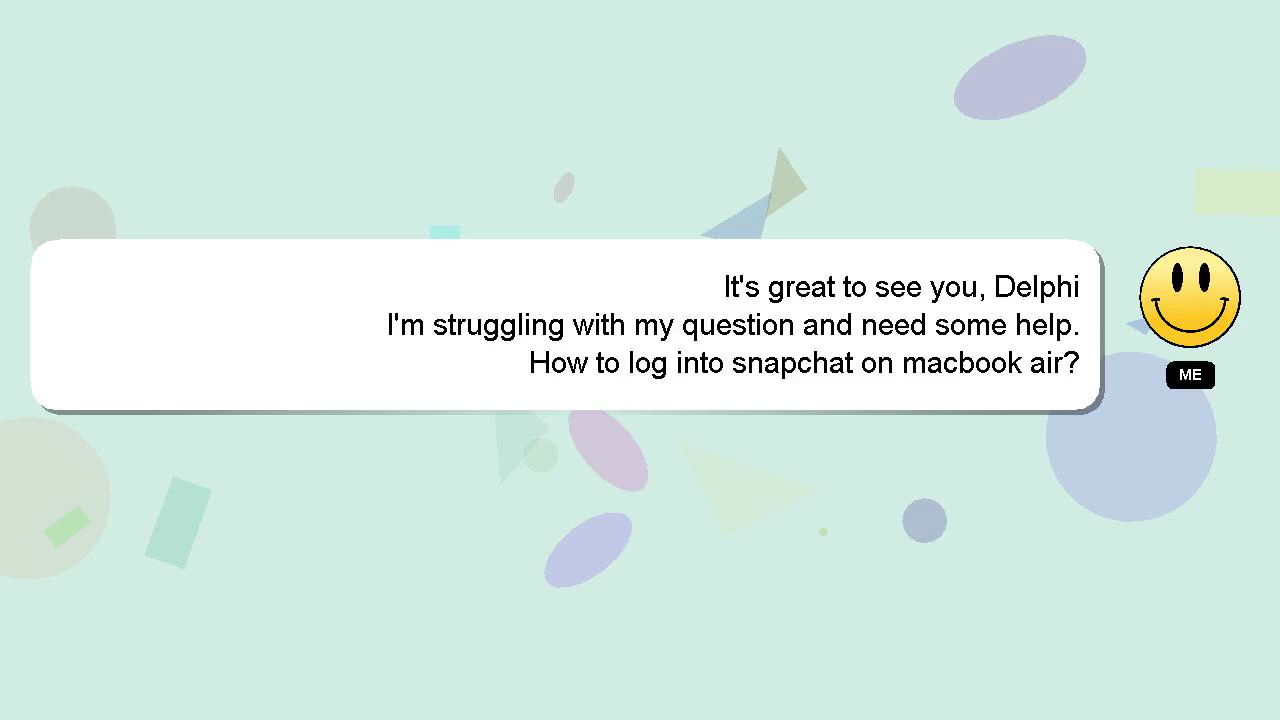 It's great to see you, Delphi
I'm struggling with my question and need some help.
How to log into snapchat on macbook air?
ME